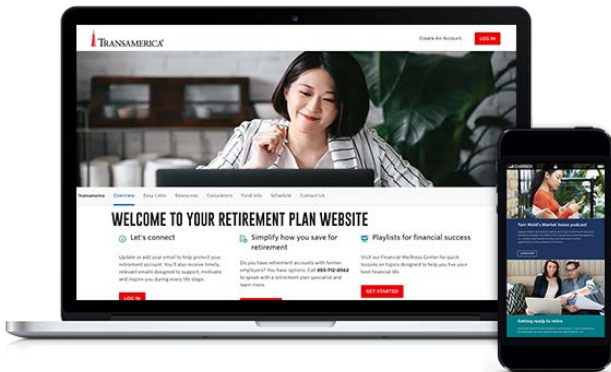 TRANSAMERICA
Create An Account
LOG IN
Transamerica Overview Easy Links Resources Calculators Fund Info Schedule Contact Us
WELCOME TO YOUR RETIREMENT PLAN WEBSITE
Let's connect
Update or add your email to help protect your
retirement account. You'll also receive timely,
relevant emails designed to support, motivate,
and inspire you during every life stage.
LOG IN
Simplify how you save for
retirement
Do you have retirement accounts with former
employers? You have options. Call 855-712-0042
to speak with a retirement plan specialist and
learn more.
Playlists for financial success
Visit our Financial Wellness Center for quick
lessons on topics designed to help you live your
best financial life.
GET STARTED
Tom Wald's Market Sense podcast
Getting ready to retire